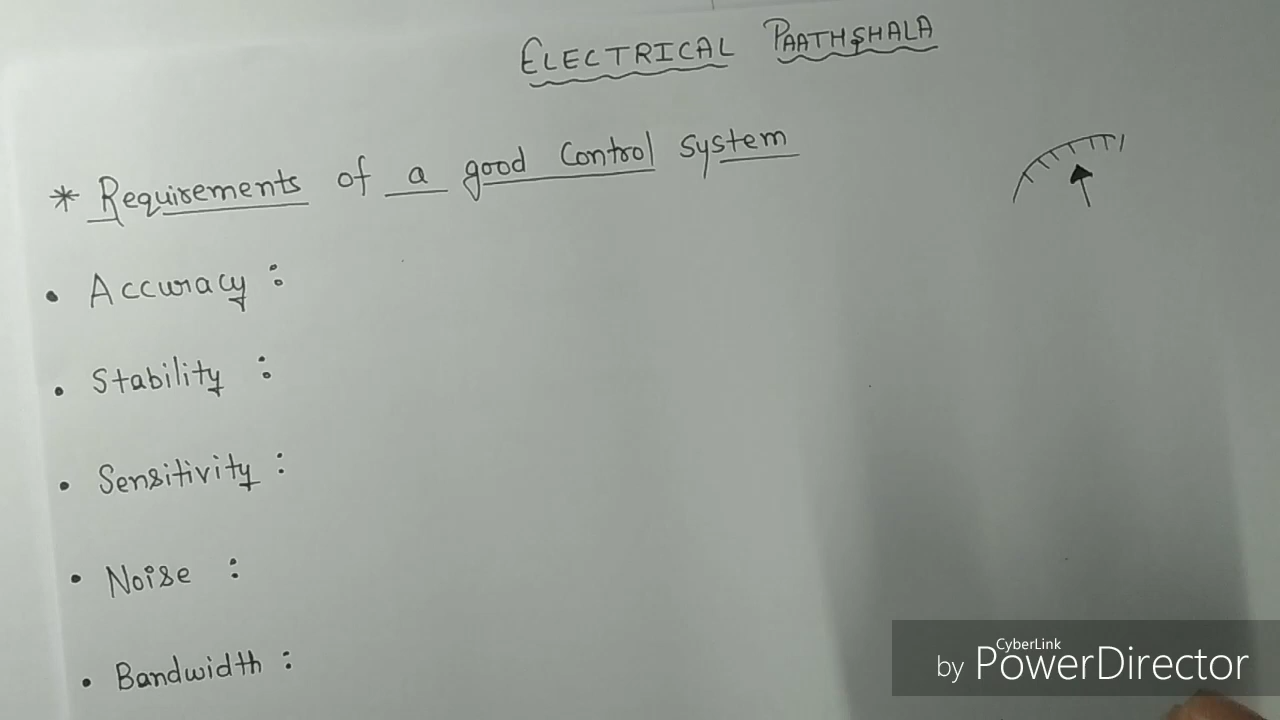 ELECTRICAL PAATHSHALA
* Requirements of a good Control system
• Accuracy :
• Stability :
• Sensitivity :
• Noise :
• Bandwidth :
CyberLink
by PowerDirector